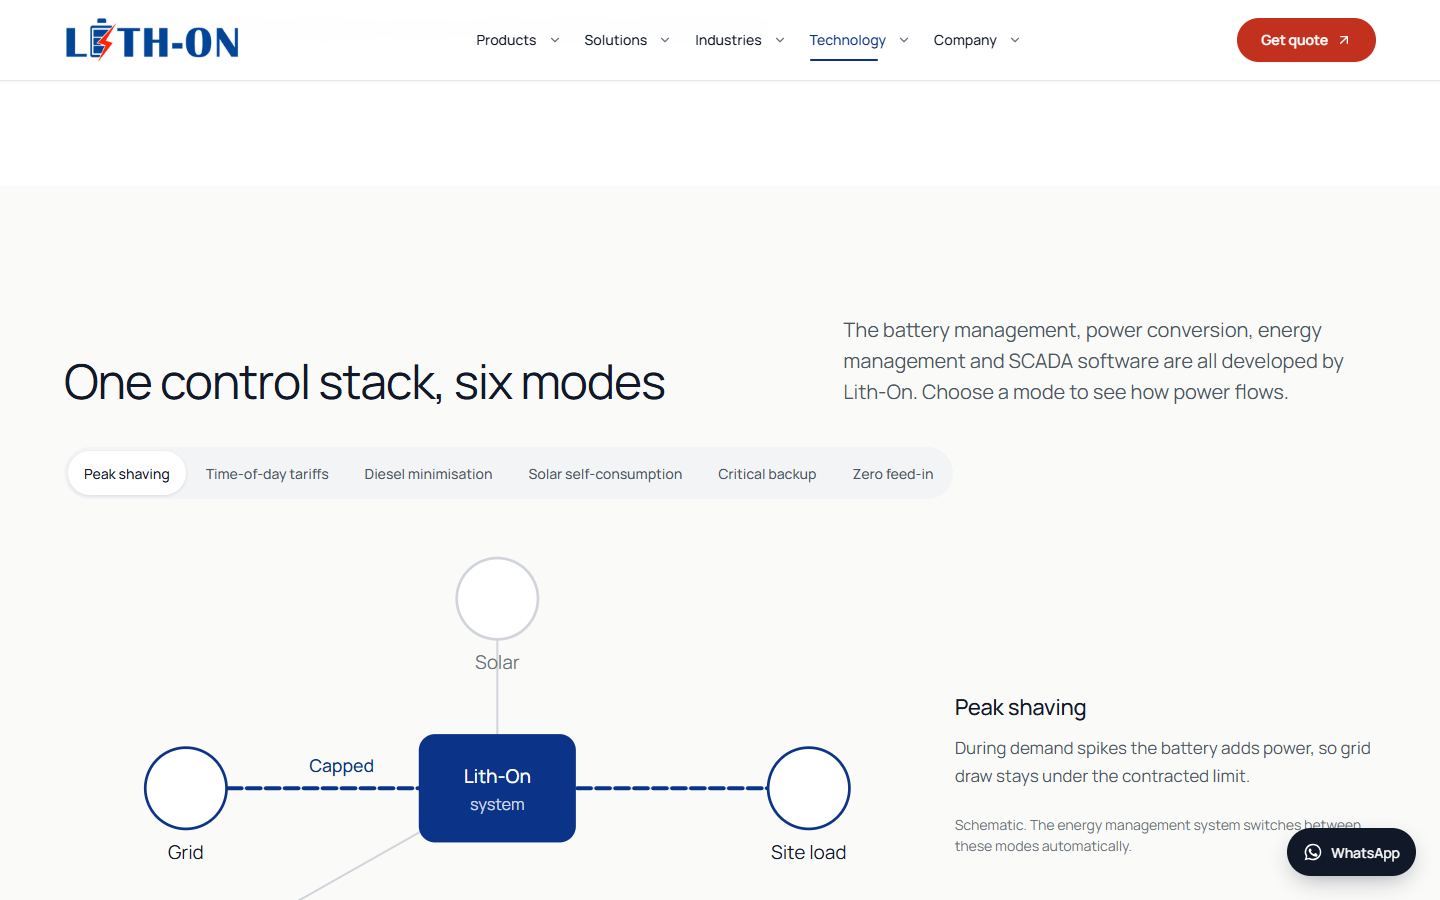 LITH-ON
Products
Solutions
Industries
Technology
Company
Get quote
One control stack, six modes
The battery management, power conversion, energy
management and SCADA software are all developed by
Lith-On. Choose a mode to see how power flows.
Peak shaving
Time-of-day tariffs
Diesel minimisation
Solar self-consumption
Critical backup
Zero feed-in
Solar
Capped
Lith-On
system
Grid
Site load
Peak shaving
During demand spikes the battery adds power, so grid
draw stays under the contracted limit.
Schematic. The energy management system switches between
these modes automatically.
WhatsApp